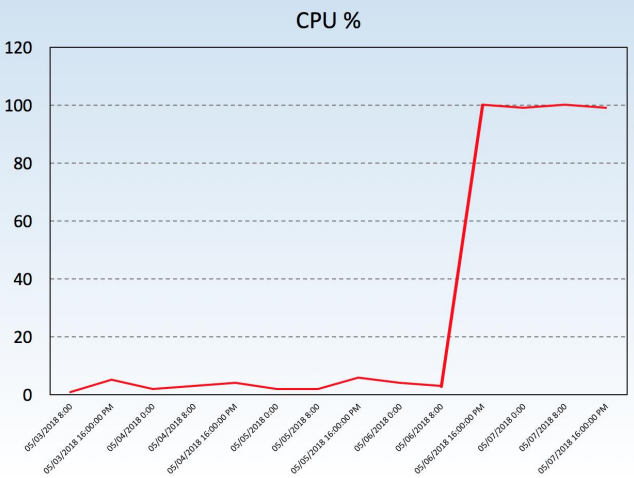 CPU %
120
100
80
60
40
20
0
05/03/2018 8:00
05/03/2018 16:00:00 PM
05/04/2018 0:00
05/04/2018 8:00
05/04/2018 16:00:00 PM
05/05/2018 0:00
05/05/2018 8:00
05/05/2018 16:00:00 PM
05/06/2018 0:00
05/06/2018 8:00
05/06/2018 16:00:00 PM
05/07/2018 0:00
05/07/2018 8:00
05/07/2018 16:00:00 PM